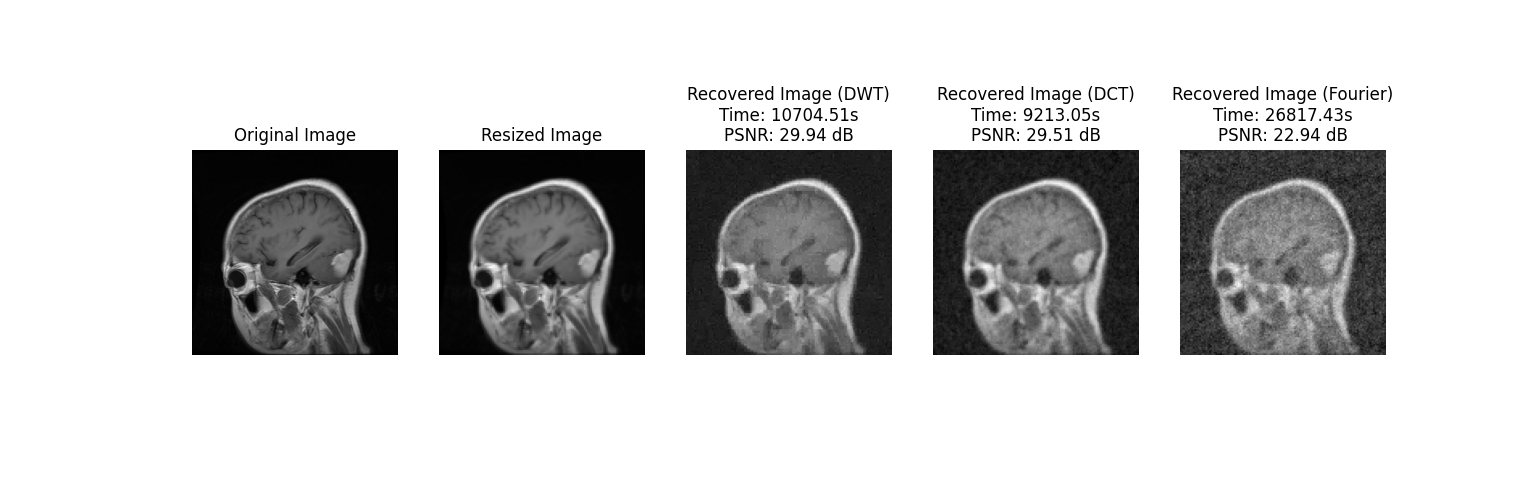 Original Image
Resized Image
Recovered Image (DWT)
Time: 10704.51s
PSNR: 29.94 dB
Recovered Image (DCT)
Time: 9213.05s
PSNR: 29.51 dB
Recovered Image (Fourier)
Time: 26817.43s
PSNR: 22.94 dB